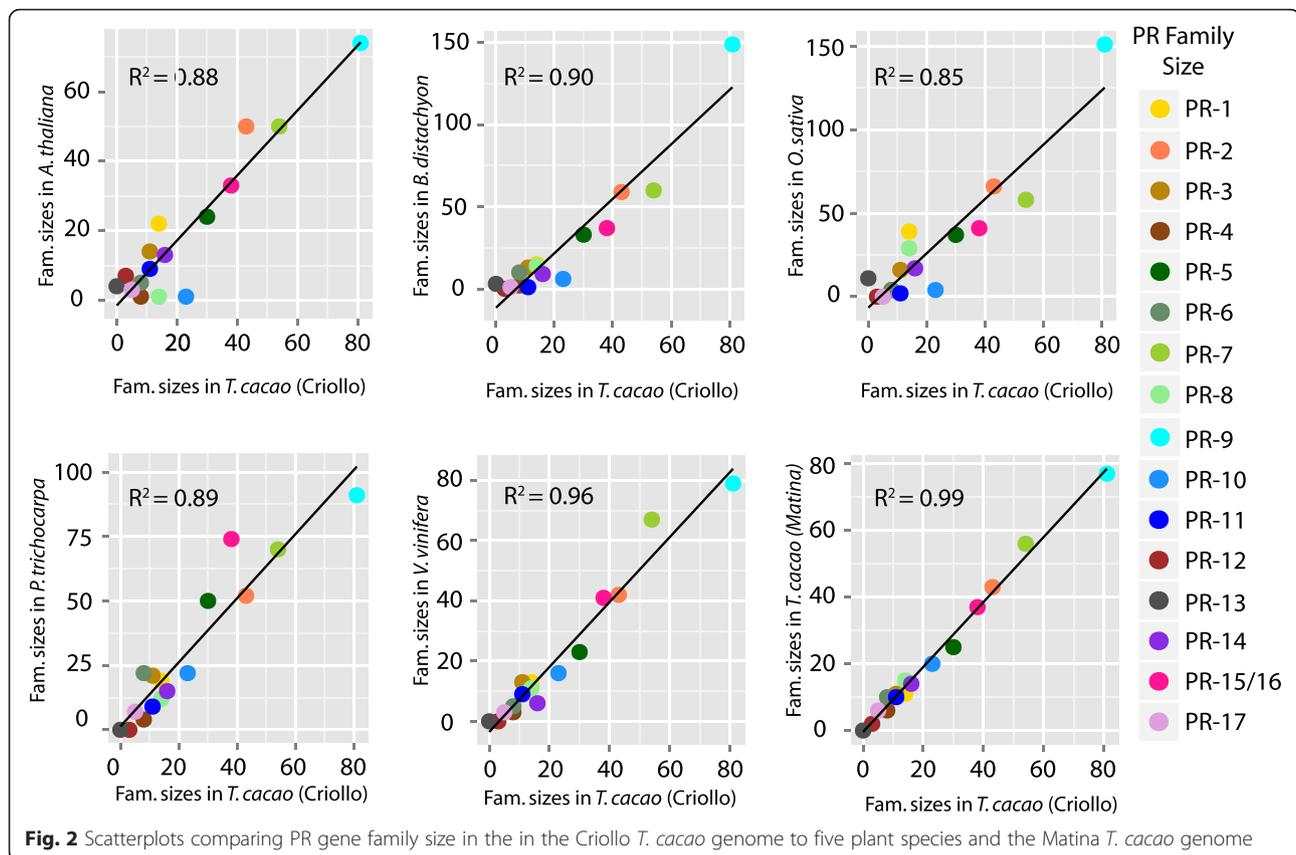 R² = 0.88
Fam. sizes in A. thaliana
60
40
20
0
0 20 40 60 80
Fam. sizes in T. cacao (Criollo)
R² = 0.90
Fam. sizes in B. distachyon
150
100
50
0
0 20 40 60 80
Fam. sizes in T. cacao (Criollo)
R² = 0.85
Fam. sizes in O. sativa
150
100
50
0
0 20 40 60 80
Fam. sizes in T. cacao (Criollo)
R² = 0.89
Fam. sizes in P. trichocarpa
100
75
50
25
0
0 20 40 60 80
Fam. sizes in T. cacao (Criollo)
R² = 0.96
Fam. sizes in V. vinifera
80
60
40
20
0
0 20 40 60 80
Fam. sizes in T. cacao (Criollo)
R² = 0.99
Fam. sizes in T. cacao (Matina)
80
60
40
20
0
0 20 40 60 80
Fam. sizes in T. cacao (Criollo)
PR Family
Size
PR-1
PR-2
PR-3
PR-4
PR-5
PR-6
PR-7
PR-8
PR-9
PR-10
PR-11
PR-12
PR-13
PR-14
PR-15/16
PR-17
Fig. 2 Scatterplots comparing PR gene family size in the in the Criollo T. cacao genome to five plant species and the Matina T. cacao genome